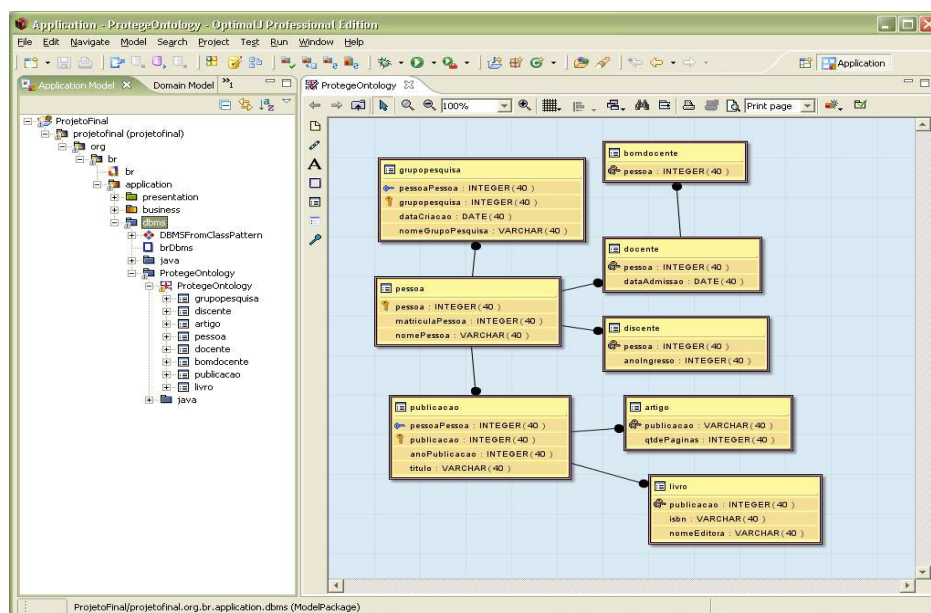 Application - ProtegeOntology - OptimalJ Professional Edition
File Edit Navigate Model Search Project Test Run Window Help
Application
Application Model
Domain Model
1
ProtegeOntology
100%
Print page
ProjetoFinal
projetofinal (projetofinal)
org
br
br
application
presentation
business
dbms
DBMSFromClassPattern
brDbms
java
ProtegeOntology
ProtegeOntology
grupopesquisa
discente
artigo
pessoa
docente
bomdocente
publicacao
livro
java
A
grupopesquisa
pessoaPessoa : INTEGER(40 )
grupopesquisa : INTEGER(40 )
dataCriacao : DATE(40 )
nomeGrupoPesquisa : VARCHAR(40 )
bomdocente
pessoa : INTEGER(40 )
docente
pessoa : INTEGER(40 )
dataAdmissao : DATE(40 )
pessoa
pessoa : INTEGER(40 )
matriculaPessoa : INTEGER(40 )
nomePessoa : VARCHAR(40 )
discente
pessoa : INTEGER(40 )
anoIngresso : INTEGER(40 )
publicacao
pessoaPessoa : INTEGER(40 )
publicacao : INTEGER(40 )
anoPublicacao : INTEGER(40 )
titulo : VARCHAR(40 )
artigo
publicacao : VARCHAR(40 )
qtdePaginas : INTEGER(40 )
livro
publicacao : INTEGER(40 )
isbn : VARCHAR(40 )
nomeEditora : VARCHAR(40 )
ProjetoFinal/projetofinal.org.br.application.dbms (ModelPackage)